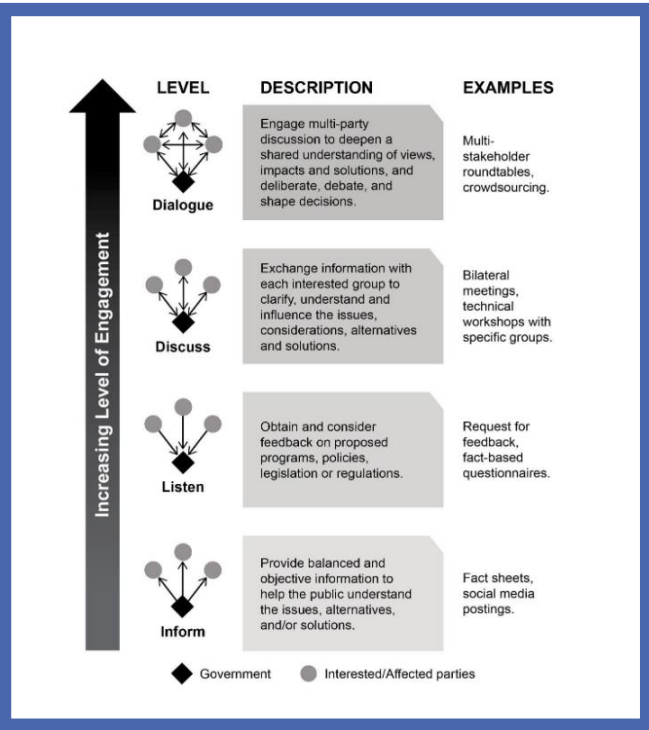 LEVEL
DESCRIPTION
EXAMPLES
Increasing Level of Engagement
Dialogue
Engage multi-party
discussion to deepen a
shared understanding of views,
impacts and solutions, and
deliberate, debate, and
shape decisions.
Multi-
stakeholder
roundtables,
crowdsourcing.
Discuss
Exchange information with
each interested group to
clarify, understand and
influence the issues,
considerations, alternatives
and solutions.
Bilateral
meetings,
technical
workshops with
specific groups.
Listen
Obtain and consider
feedback on proposed
programs, policies,
legislation or regulations.
Request for
feedback,
fact-based
questionnaires.
Inform
Provide balanced and
objective information to
help the public understand
the issues, alternatives,
and/or solutions.
Fact sheets,
social media
postings.
Government
Interested/Affected parties